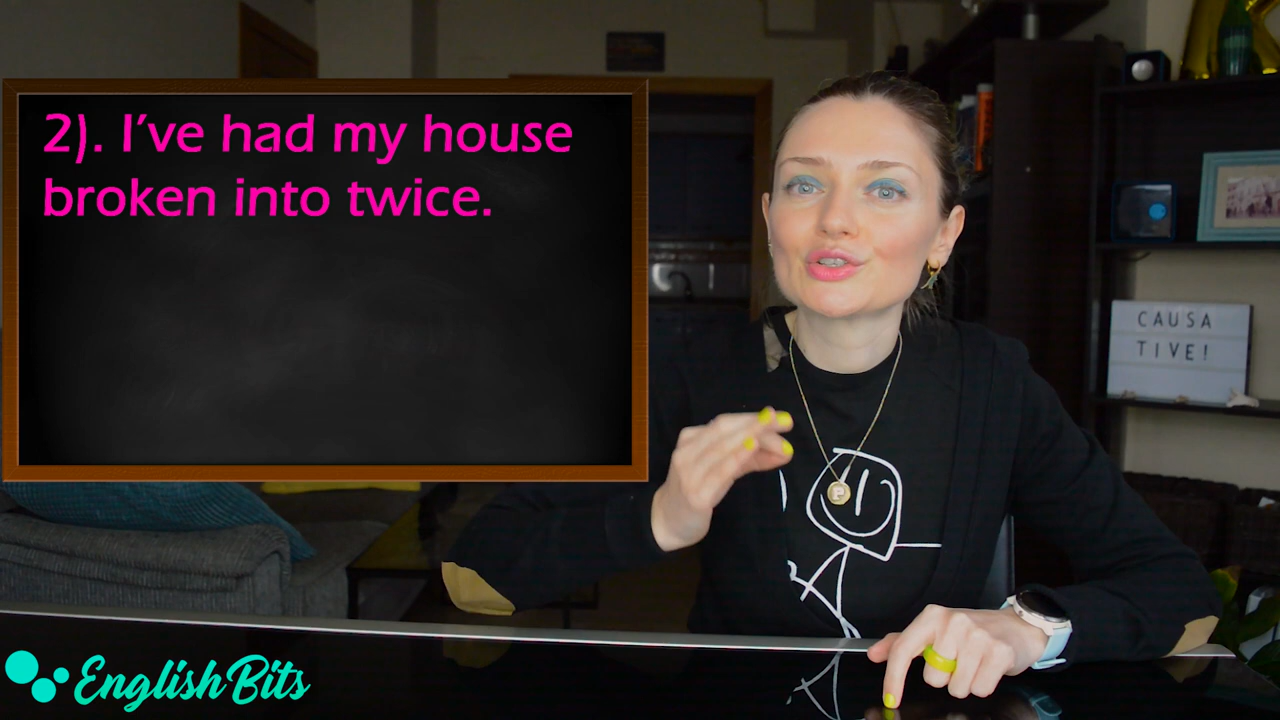 2). I've had my house
broken into twice.
CAUSA
TIVE!
EnglishBits